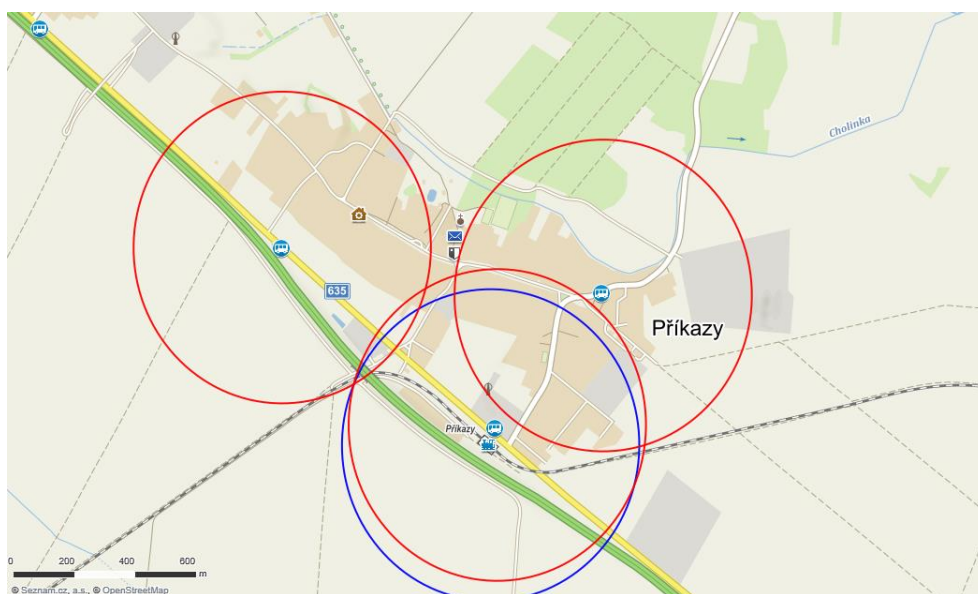 Cholinka
635
Příkazy
Příkazy
0 200 400 600
m
© Seznam.cz, a.s., © OpenStreetMap